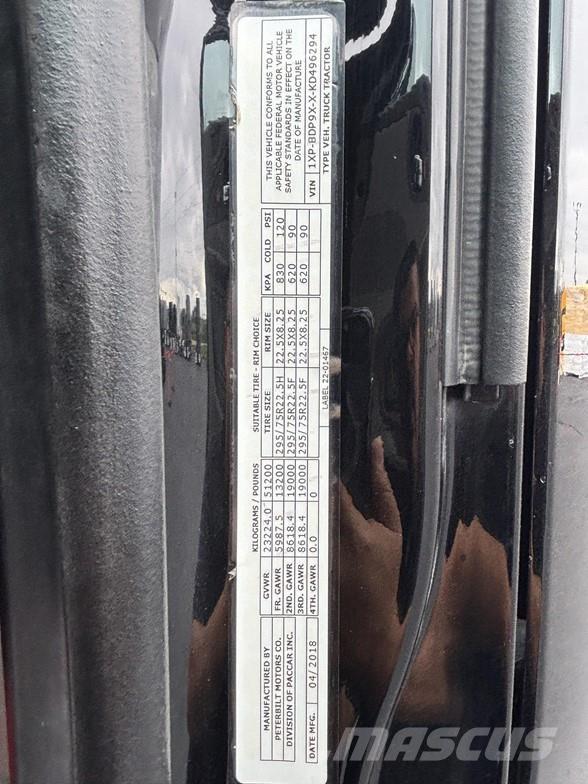 MANUFACTURED BY
PETERBILT MOTORS CO.
DIVISION OF PACCAR INC.
DATE MFG. 04/2018
KILOGRAMS / POUNDS
GVWR 23224.0 51200
FR. GAWR 5987.5 13200
2ND. GAWR 8618.4 19000
3RD. GAWR 8618.4 19000
4TH. GAWR 0.0 0
SUITABLE TIRE - RIM CHOICE
TIRE SIZE RIM SIZE KPA COLD PSI
295/75R22.5H 22.5X8.25 830 120
295/75R22.5F 22.5X8.25 620 90
295/75R22.5F 22.5X8.25 620 90
LABEL 22-01467
THIS VEHICLE CONFORMS TO ALL
APPLICABLE FEDERAL MOTOR VEHICLE
SAFETY STANDARDS IN EFFECT ON THE
DATE OF MANUFACTURE
VIN 1XP-BDP9X-X-KD496294
TYPE VEH. TRUCK TRACTOR
MASCUS